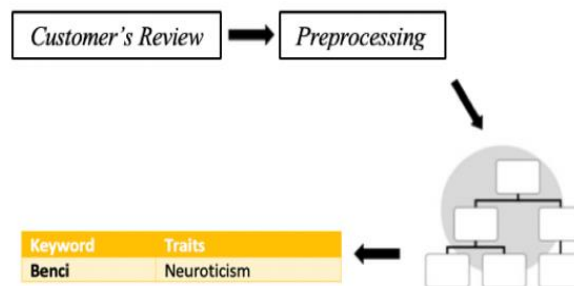 Customer's Review
Preprocessing
Keyword Traits
Benci Neuroticism